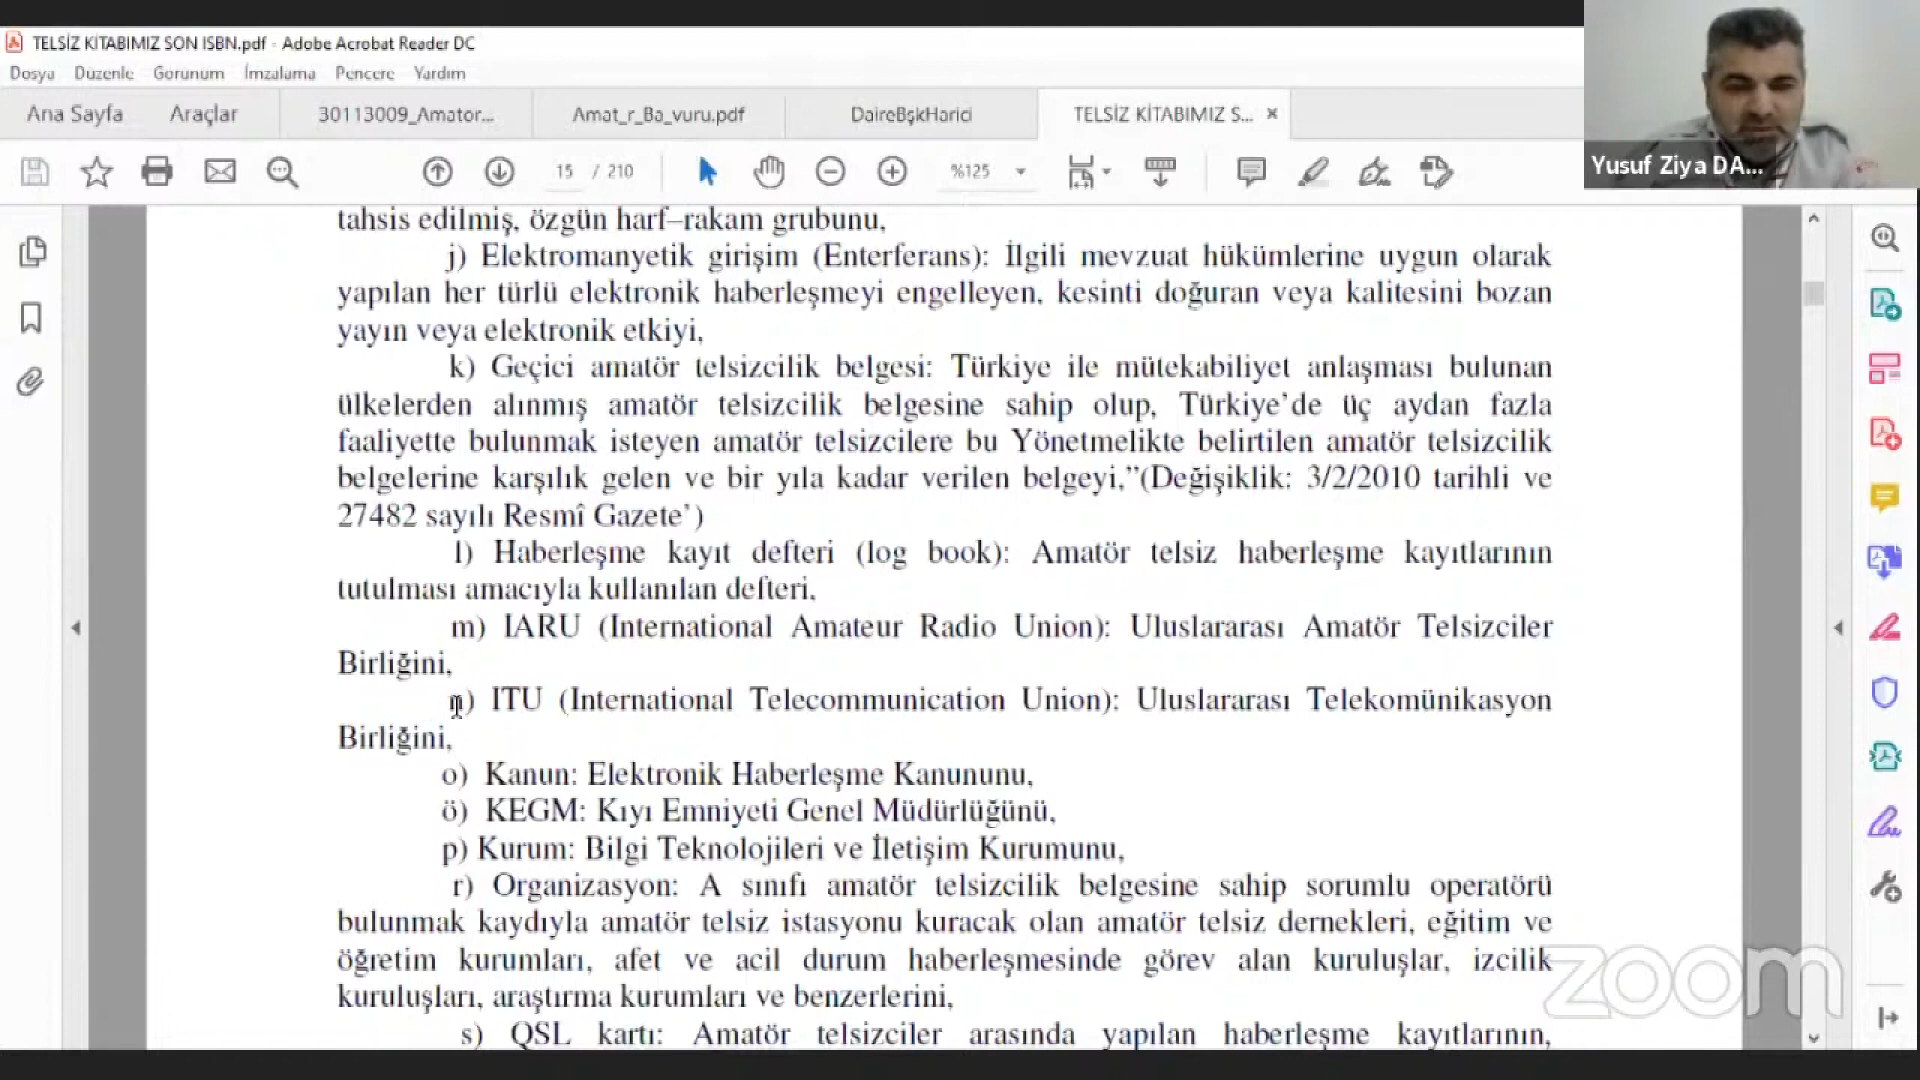 TELSİZ KITABIMIZ SON ISBN.pdf - Adobe Acrobat Reader DC
Dosya Düzenle Gorunum İmzalama Pencere Yardım
Ana Sayfa Araçlar 30113009_Amator... Amat_r_Ba_vuru.pdf DaireBşkHarici TELSİZ KİTABIMIZ S... ×
15 / 210 %125
Yusuf Ziya DA...
tahsis edilmiş, özgün harf–rakam grubunu,
j) Elektromanyetik girişim (Enterferans): İlgili mevzuat hükümlerine uygun olarak
yapılan her türlü elektronik haberleşmeyi engelleyen, kesinti doğuran veya kalitesini bozan
yayın veya elektronik etkiyi,
k) Geçici amatör telsizcilik belgesi: Türkiye ile mütekabiliyet anlaşması bulunan
ülkelerden alınmış amatör telsizcilik belgesine sahip olup, Türkiye’de üç aydan fazla
faaliyette bulunmak isteyen amatör telsizcilere bu Yönetmelikte belirtilen amatör telsizcilik
belgelerine karşılık gelen ve bir yıla kadar verilen belgeyi,”(Değişiklik: 3/2/2010 tarihli ve
27482 sayılı Resmî Gazete’)
l) Haberleşme kayıt defteri (log book): Amatör telsiz haberleşme kayıtlarının
tutulması amacıyla kullanılan defteri,
m) IARU (International Amateur Radio Union): Uluslararası Amatör Telsizciler
Birliğini,
n) ITU (International Telecommunication Union): Uluslararası Telekomünikasyon
Birliğini,
o) Kanun: Elektronik Haberleşme Kanununu,
ö) KEGM: Kıyı Emniyeti Genel Müdürlüğünü,
p) Kurum: Bilgi Teknolojileri ve İletişim Kurumunu,
r) Organizasyon: A sınıfı amatör telsizcilik belgesine sahip sorumlu operatörü
bulunmak kaydıyla amatör telsiz istasyonu kuracak olan amatör telsiz dernekleri, eğitim ve
öğretim kurumları, afet ve acil durum haberleşmesinde görev alan kuruluşlar, izcilik
kuruluşları, araştırma kurumları ve benzerlerini,
s) QSL kartı: Amatör telsizciler arasında yapılan haberleşme kayıtlarının,
zoom